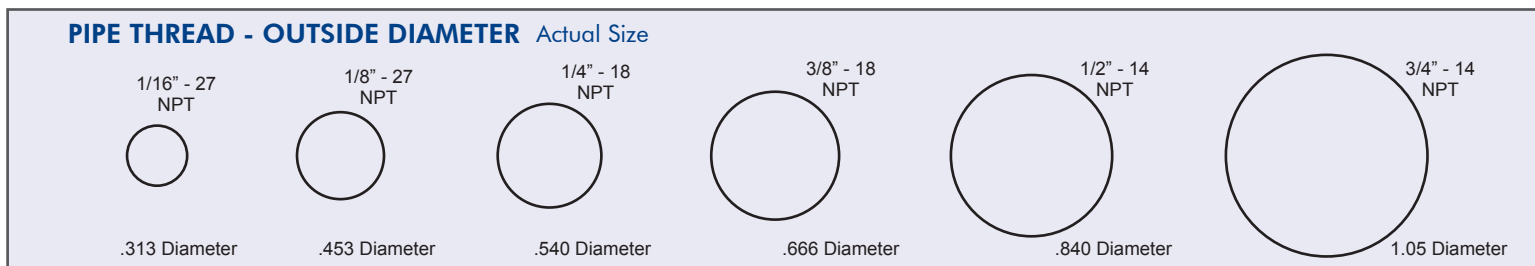 PIPE THREAD - OUTSIDE DIAMETER Actual Size
1/16” - 27
NPT
1/8” - 27
NPT
1/4” - 18
NPT
3/8” - 18
NPT
1/2” - 14
NPT
3/4” - 14
NPT
.313 Diameter
.453 Diameter
.540 Diameter
.666 Diameter
.840 Diameter
1.05 Diameter